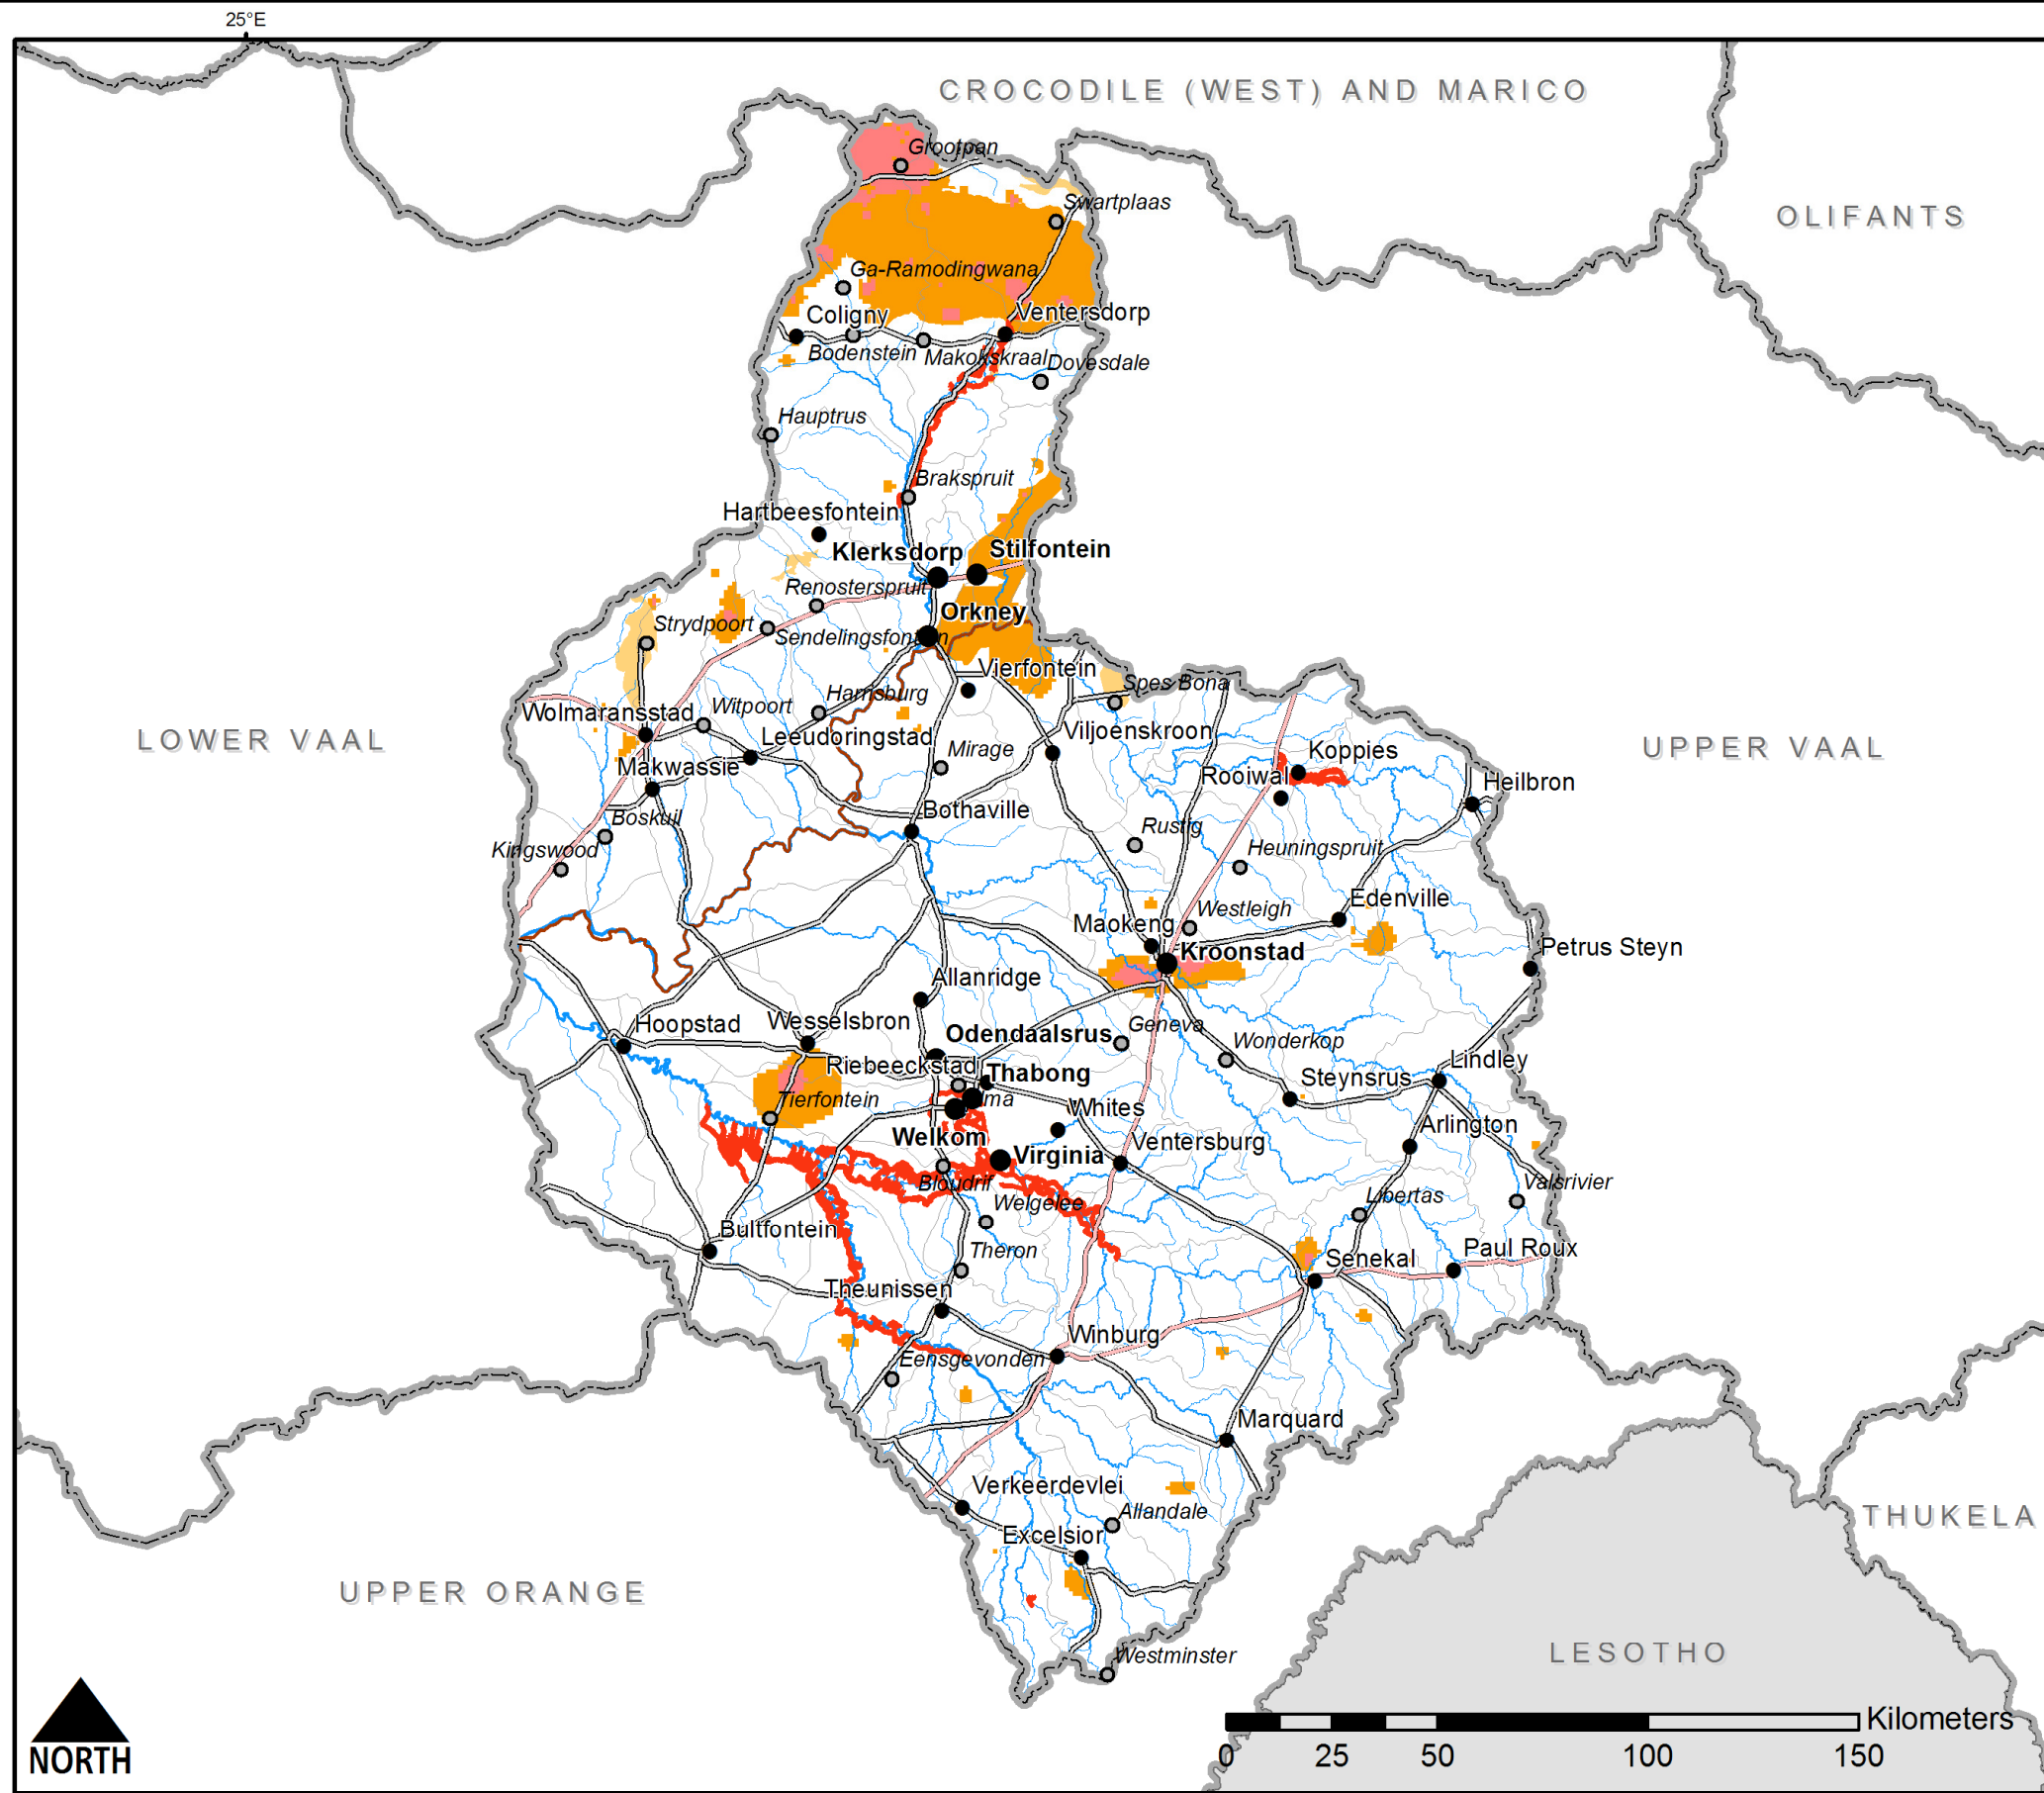 25°E
CROCODILE (WEST) AND MARICO
Grootpan
Swartplaas
OLIFANTS
Ga-Ramodingwana
Coligny
Ventersdorp
Bodenstein
Makokskraal
Dovesdale
Hauptrus
Brakspruit
Hartbeesfontein
Klerksdorp
Stilfontein
Renosterspruit
Orkney
Strydpoort
Sendelingsfontein
Vierfontein
Spes Bona
Harrisburg
Witpoort
Wolmaransstad
Leeudoringstad
Viljoenskroon
LOWER VAAL
UPPER VAAL
Mirage
Koppies
Makwassie
Rooiwal
Heilbron
Boskuil
Bothaville
Rustig
Kingswood
Heuningspruit
Edenville
Westleigh
Maokeng
Kroonstad
Petrus Steyn
Allanridge
Hoopstad
Wesselsbron
Odendaalsrus
Geneva
Wonderkop
Riebeeckstad
Thabong
Lindley
Steynsrus
Tierfontein
Whites
Arlington
Welkom
Virginia
Ventersburg
Bloudrif
Welgelee
Libertas
Valsrivier
Bultfontein
Theron
Senekal
Paul Roux
Theunissen
Winburg
Eensgevonden
Marquard
Verkeerdevlei
Allandale
Excelsior
THUKELA
UPPER ORANGE
LESOTHO
Westminster
NORTH
Kilometers
0 25 50 100 150